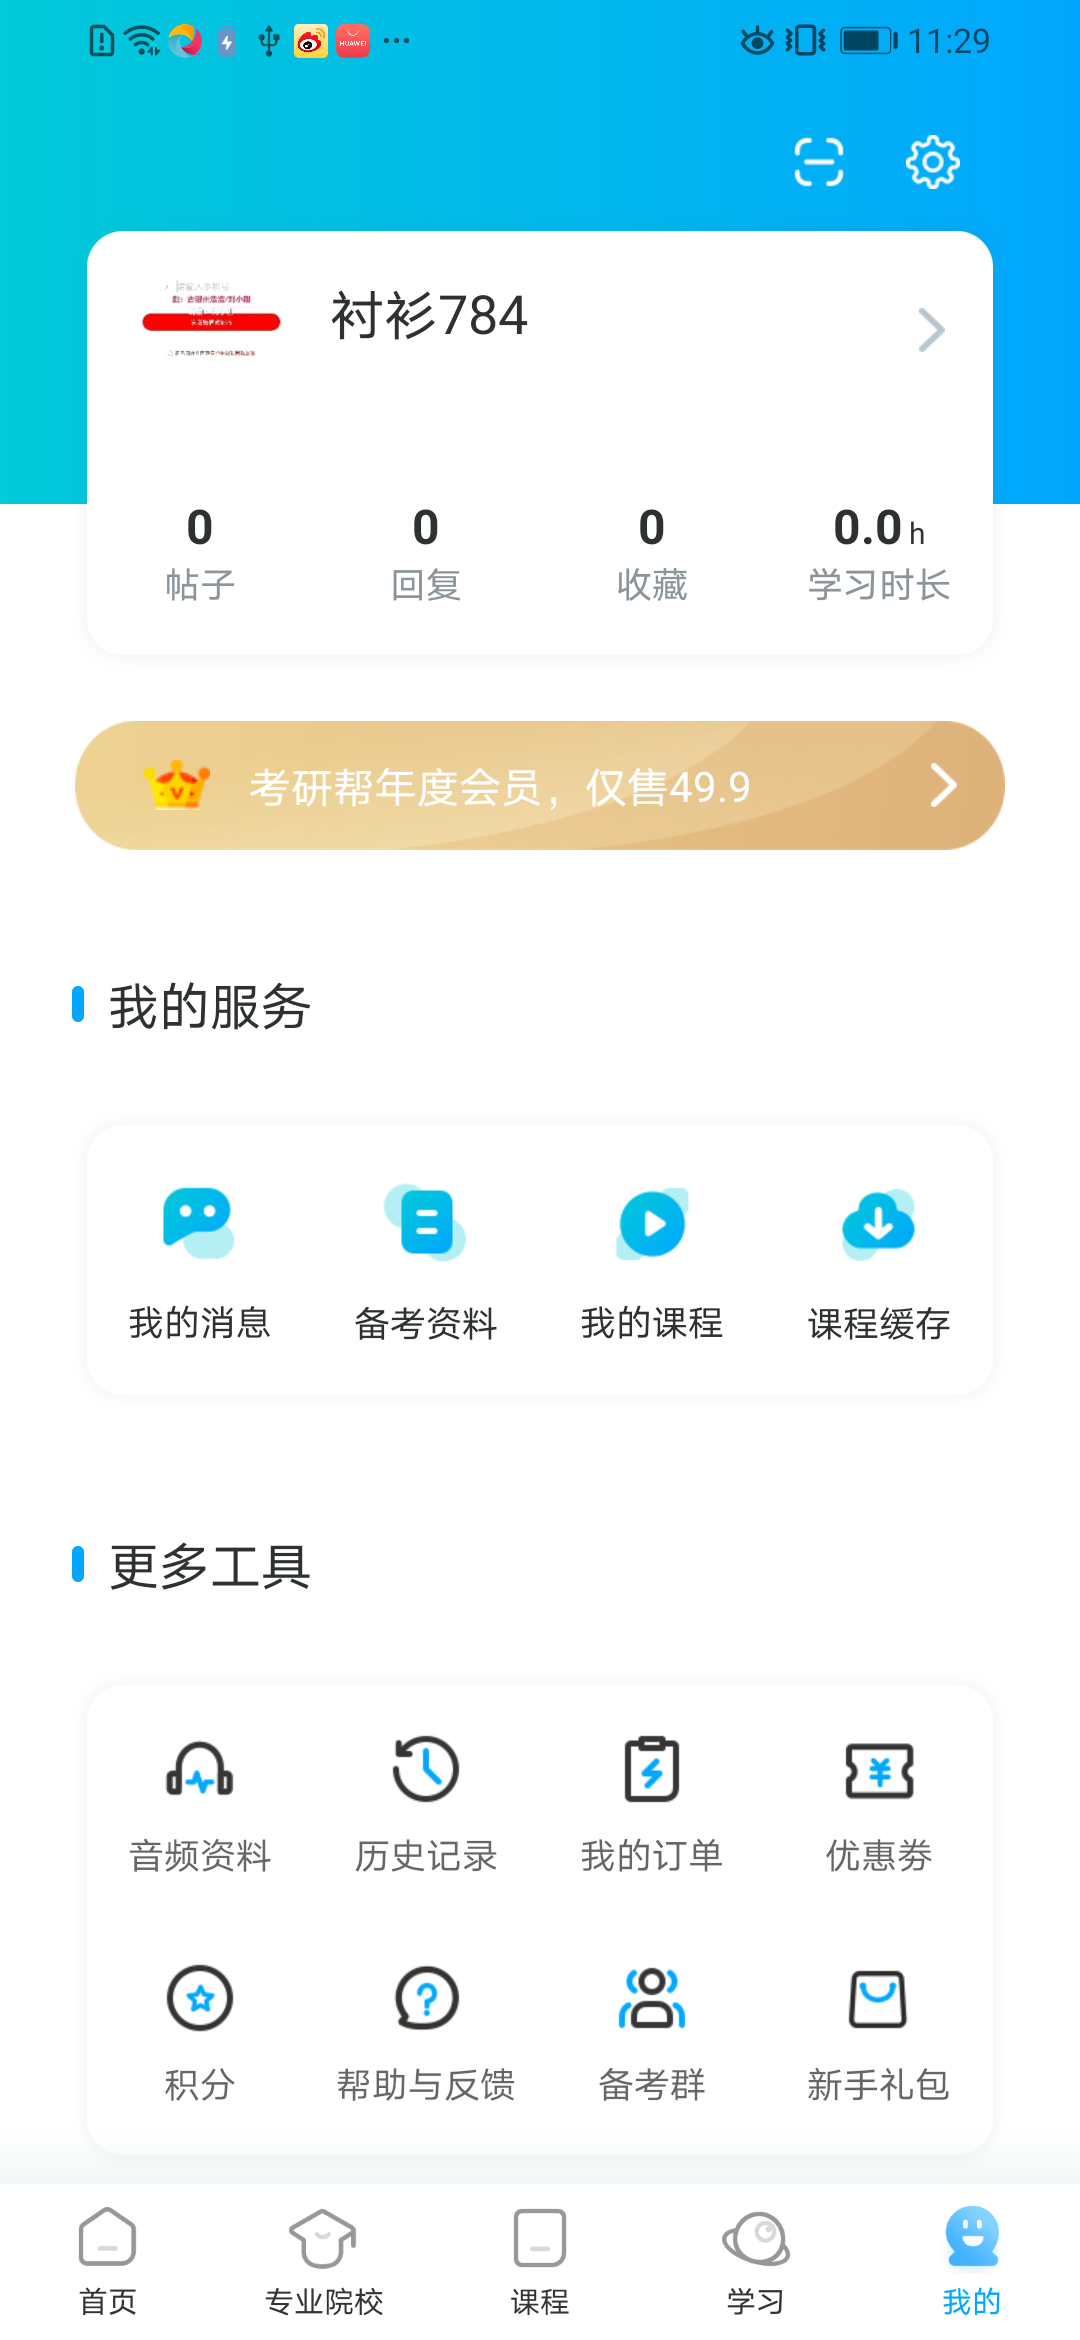 11:29
衬衫784
0
0
0
0.0 h
帖子
回复
收藏
学习时长
考研帮年度会员，仅售49.9
我的服务
我的消息
备考资料
我的课程
课程缓存
更多工具
音频资料
历史记录
我的订单
优惠劵
积分
帮助与反馈
备考群
新手礼包
首页
专业院校
课程
学习
我的